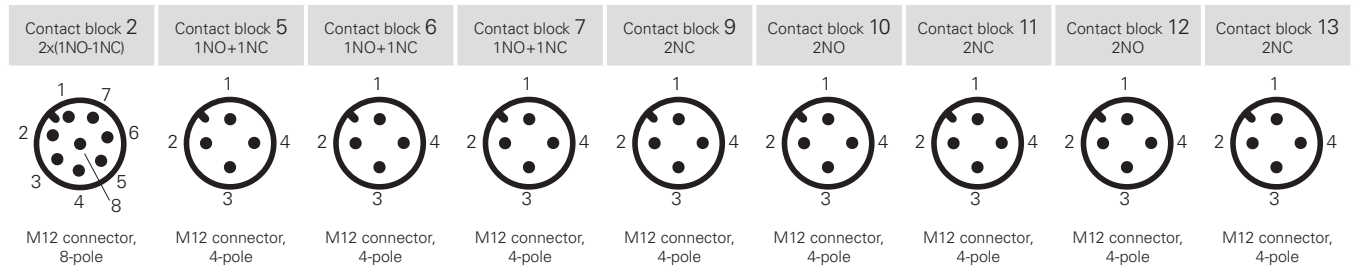 Contact block 2
2x(1NO-1NC)
Contact block 5
1NO+1NC
Contact block 6
1NO+1NC
Contact block 7
1NO+1NC
Contact block 9
2NC
Contact block 10
2NO
Contact block 11
2NC
Contact block 12
2NO
Contact block 13
2NC
1 7
2 6
3 5
4 8
1
2 4
3
1
2 4
3
1
2 4
3
1
2 4
3
1
2 4
3
1
2 4
3
1
2 4
3
1
2 4
3
M12 connector,
8-pole
M12 connector,
4-pole
M12 connector,
4-pole
M12 connector,
4-pole
M12 connector,
4-pole
M12 connector,
4-pole
M12 connector,
4-pole
M12 connector,
4-pole
M12 connector,
4-pole